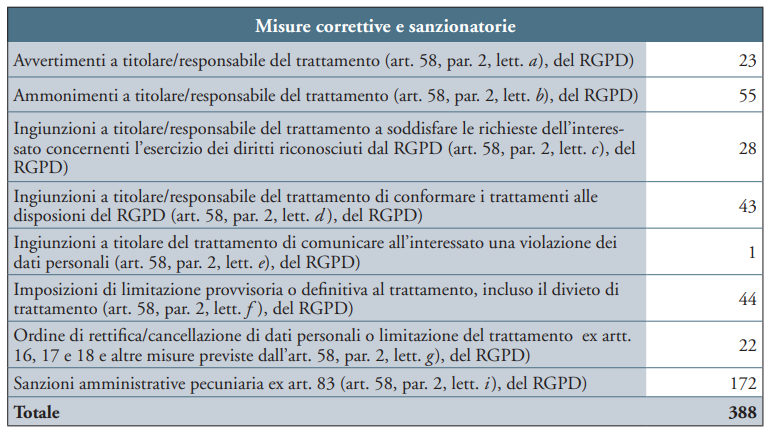 Misure correttive e sanzionatorie
Avvertimenti a titolare/responsabile del trattamento (art. 58, par. 2, lett. a), del RGPD) 23
Ammonimenti a titolare/responsabile del trattamento (art. 58, par. 2, lett. b), del RGPD) 55
Ingiunzioni a titolare/responsabile del trattamento a soddisfare le richieste dell'interes-
sato concernenti l'esercizio dei diritti riconosciuti dal RGPD (art. 58, par. 2, lett. c), del
RGPD) 28
Ingiunzioni a titolare/responsabile del trattamento di conformare i trattamenti alle
disposioni del RGPD (art. 58, par. 2, lett. d), del RGPD) 43
Ingiunzioni a titolare del trattamento di comunicare all'interessato una violazione dei
dati personali (art. 58, par. 2, lett. e), del RGPD) 1
Imposizioni di limitazione provvisoria o definitiva al trattamento, incluso il divieto di
trattamento (art. 58, par. 2, lett. f), del RGPD) 44
Ordine di rettifica/cancellazione di dati personali o limitazione del trattamento ex artt.
16, 17 e 18 e altre misure previste dall'art. 58, par. 2, lett. g), del RGPD) 22
Sanzioni amministrative pecuniaria ex art. 83 (art. 58, par. 2, lett. i), del RGPD) 172
Totale 388